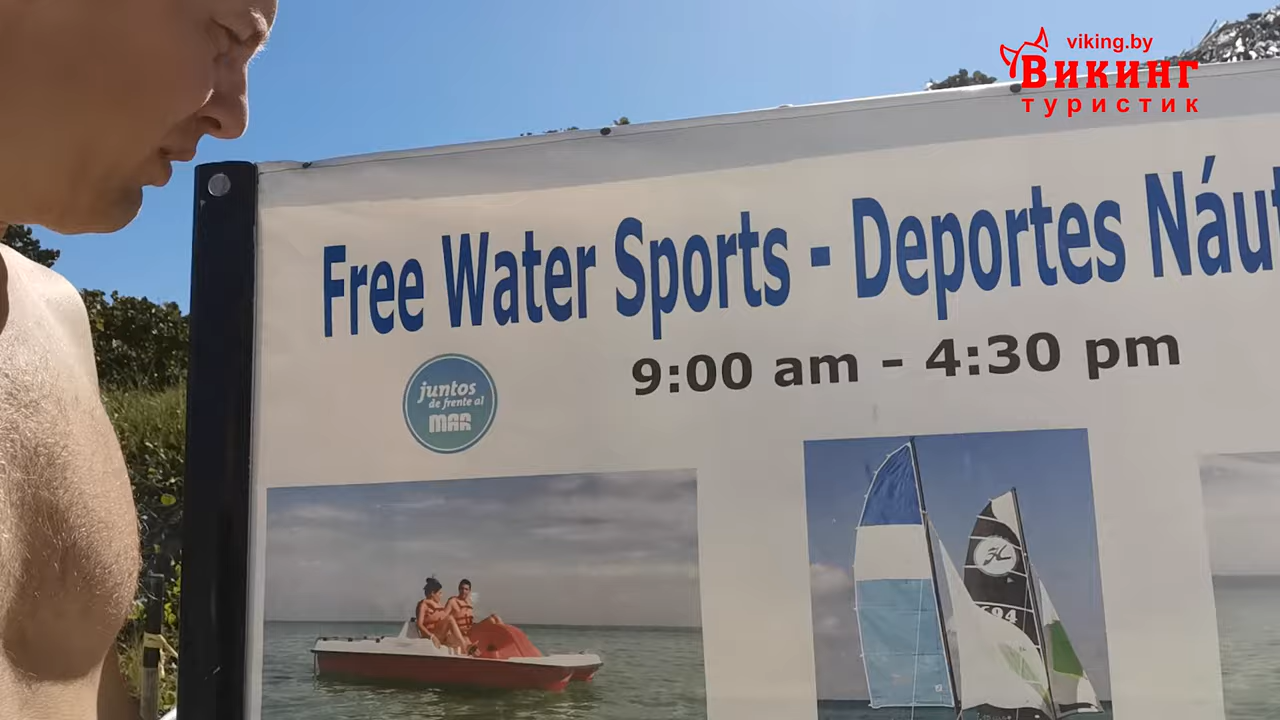 viking.by
Викинг
туристик
Free Water Sports - Deportes Náut
9:00 am - 4:30 pm
juntos
de frente al
MAR